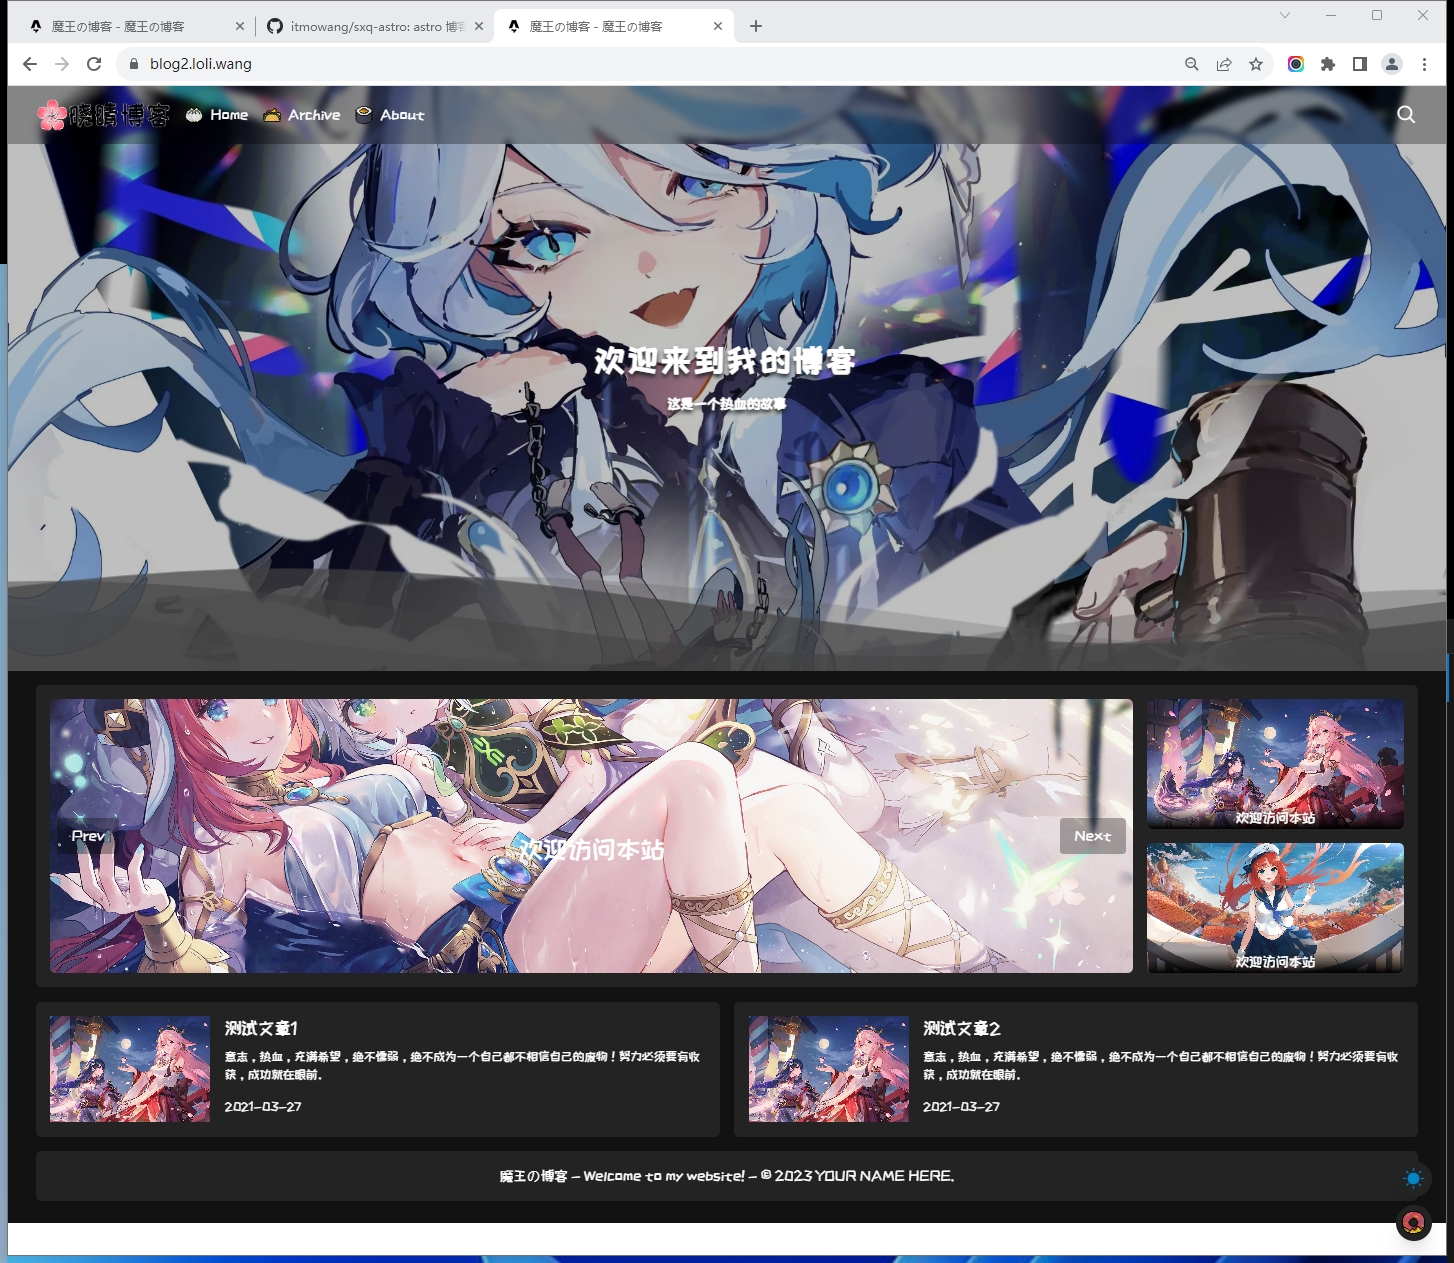 魔王の博客 - 魔王の博客
itmowang/sxq-astro: astro 博客
魔王の博客 - 魔王の博客
blog2.loli.wang
晓晴博客
Home
Archive
About
欢迎来到我的博客
这是一个热血的故事
Prev
欢迎访问本站
Next
欢迎访问本站
欢迎访问本站
测试文章1
意志，热血，充满希望，绝不懦弱，绝不成为一个自己都不相信自己的废物！努力必须要有收
获，成功就在眼前。
2021-03-27
测试文章2
意志，热血，充满希望，绝不懦弱，绝不成为一个自己都不相信自己的废物！努力必须要有收
获，成功就在眼前。
2021-03-27
魔王の博客 - Welcome to my website! - © 2023 YOUR NAME HERE.